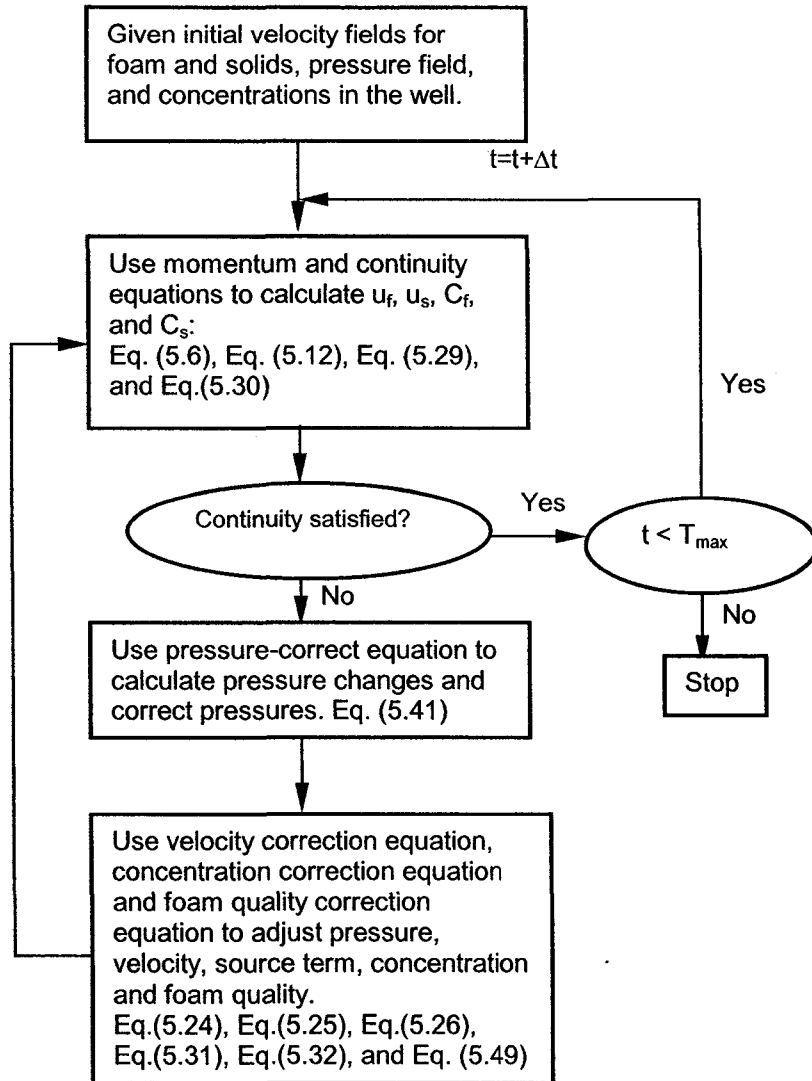 Given initial velocity fields for
foam and solids, pressure field,
and concentrations in the well.
t=t+Δt
Use momentum and continuity
equations to calculate u_f, u_s, C_f,
and C_s:
Eq. (5.6), Eq. (5.12), Eq. (5.29),
and Eq.(5.30)
Yes
Continuity satisfied?
Yes
t < T_max
No
No
Use pressure-correct equation to
calculate pressure changes and
correct pressures. Eq. (5.41)
Stop
Use velocity correction equation,
concentration correction equation
and foam quality correction
equation to adjust pressure,
velocity, source term, concentration
and foam quality.
Eq.(5.24), Eq.(5.25), Eq.(5.26),
Eq.(5.31), Eq.(5.32), and Eq. (5.49)